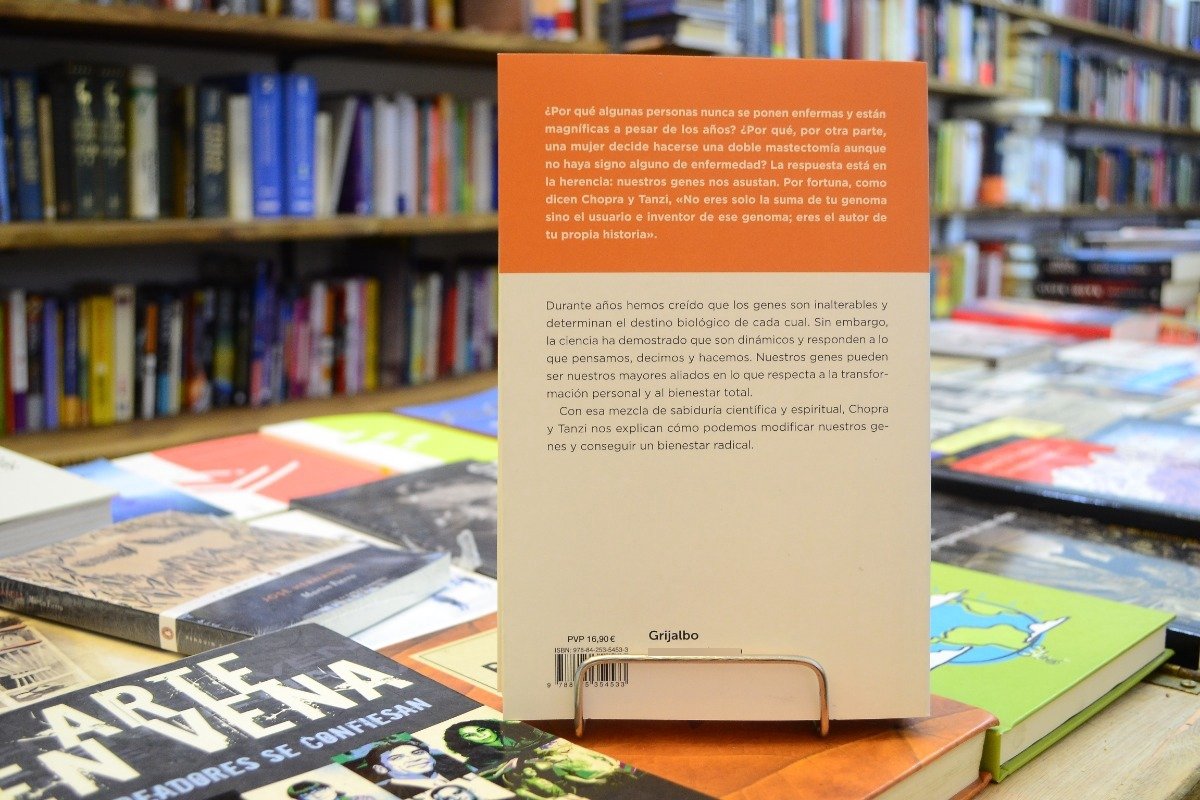 ¿Por qué algunas personas nunca se ponen enfermas y están
magníficas a pesar de los años? ¿Por qué, por otra parte,
una mujer decide hacerse una doble mastectomía aunque
no haya signo alguno de enfermedad? La respuesta está en
la herencia: nuestros genes nos asustan. Por fortuna, como
dicen Chopra y Tanzi, «No eres solo la suma de tu genoma
sino el usuario e inventor de ese genoma; eres el autor de
tu propia historia».
Durante años hemos creído que los genes son inalterables y
determinan el destino biológico de cada cual. Sin embargo,
la ciencia ha demostrado que son dinámicos y responden a lo
que pensamos, decimos y hacemos. Nuestros genes pueden
ser nuestros mayores aliados en lo que respecta a la transfor-
mación personal y al bienestar total.
Con esa mezcla de sabiduría científica y espiritual, Chopra
y Tanzi nos explican cómo podemos modificar nuestros ge-
nes y conseguir un bienestar radical.
PVP 16,90 €
Grijalbo
ISBN: 978-84-253-5453-3
ARTE
EN VENA
SE CONFIESAN